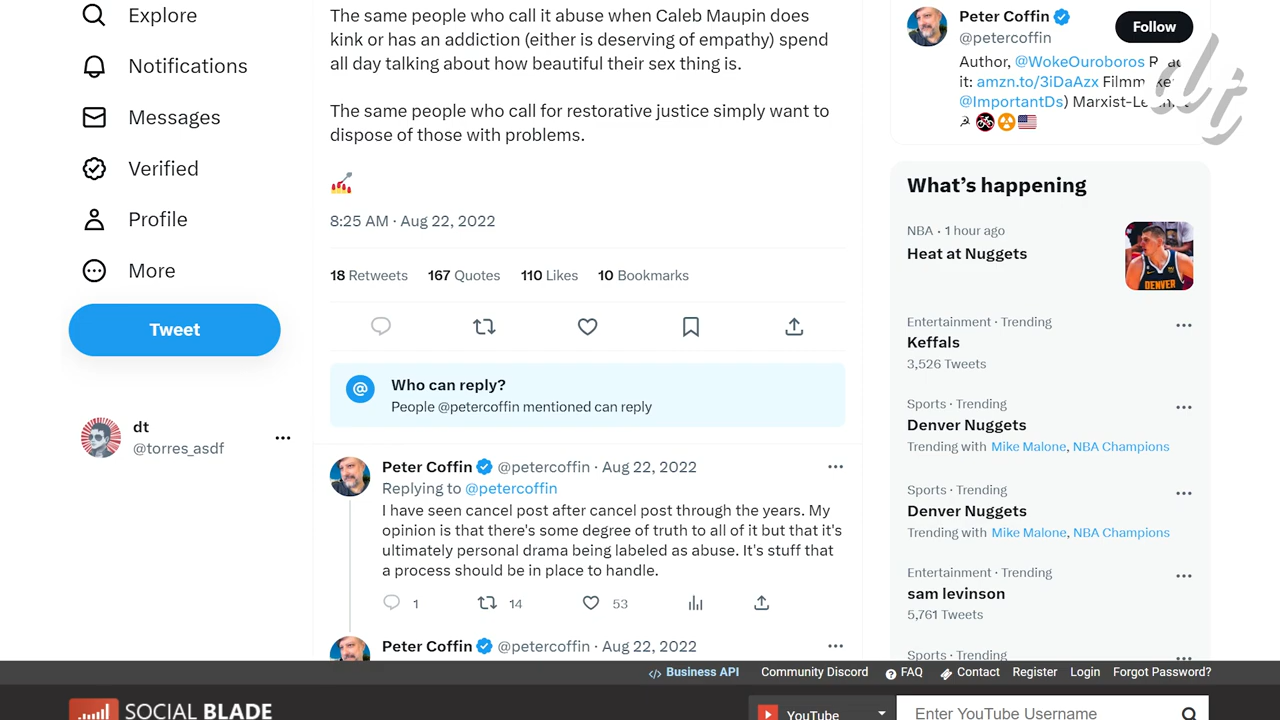 Explore
Notifications
Messages
Verified
Profile
More
Tweet
dt
@torres_asdf
The same people who call it abuse when Caleb Maupin does
kink or has an addiction (either is deserving of empathy) spend
all day talking about how beautiful their sex thing is.
The same people who call for restorative justice simply want to
dispose of those with problems.
8:25 AM · Aug 22, 2022
18 Retweets 167 Quotes 110 Likes 10 Bookmarks
Who can reply?
People @petercoffin mentioned can reply
Peter Coffin @petercoffin · Aug 22, 2022
Replying to @petercoffin
I have seen cancel post after cancel post through the years. My
opinion is that there's some degree of truth to all of it but that it's
ultimately personal drama being labeled as abuse. It's stuff that
a process should be in place to handle.
1 14 53
Peter Coffin @petercoffin · Aug 22, 2022
Peter Coffin
@petercoffin
Follow
Author, @WokeOuroboros
it: amzn.to/3iDaAzx
@ImportantDs)
dt
What's happening
NBA · 1 hour ago
Heat at Nuggets
DENVER
Entertainment · Trending
Keffals
3,526 Tweets
Sports · Trending
Denver Nuggets
Trending with Mike Malone, NBA Champions
Sports · Trending
Denver Nuggets
Trending with Mike Malone, NBA Champions
Entertainment · Trending
sam levinson
5,761 Tweets
Sports · Trending
Business API Community Discord FAQ Contact Register Login Forgot Password?
SOCIAL BLADE
YouTube
Enter YouTube Username